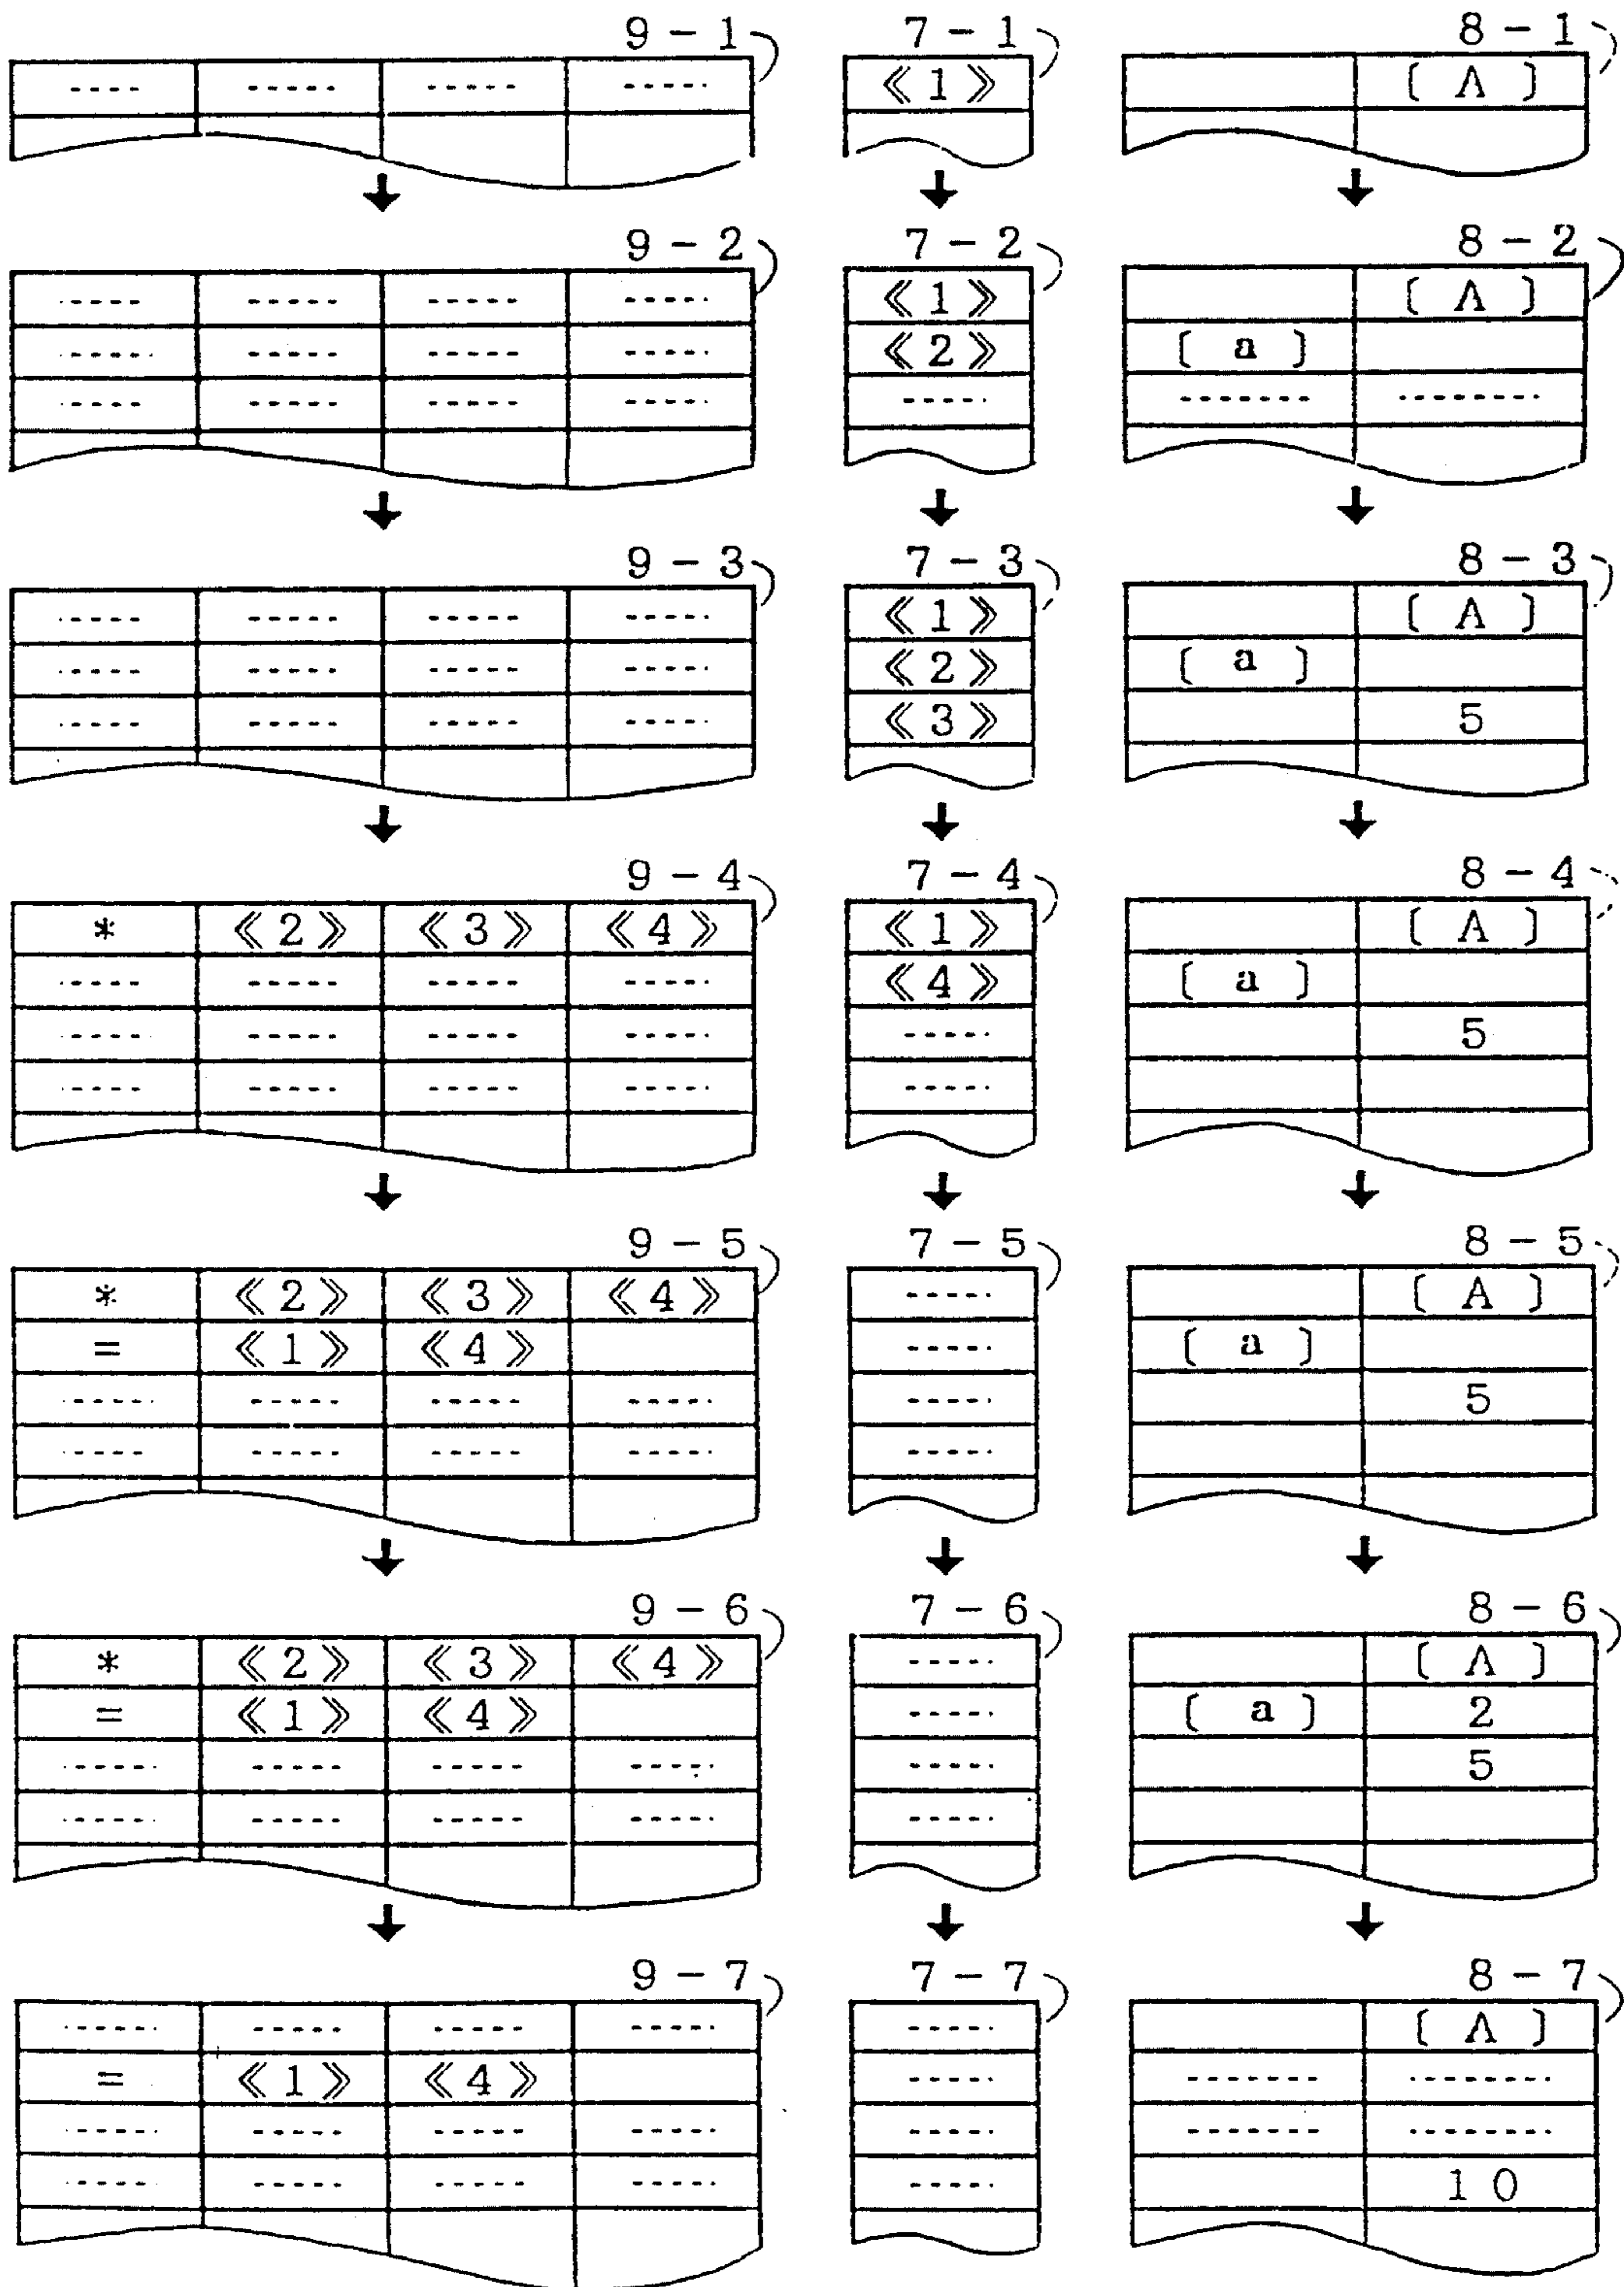 9 - 1 7 - 1 8 - 1
---- ----- ----- ----- 《 1 》 [ A ]
9 - 2 7 - 2 8 - 2
---- ----- ----- ----- 《 1 》 [ A ]
----- ----- ----- ----- 《 2 》 [ a ]
---- ----- ----- ----- ----- ------- --------
9 - 3 7 - 3 8 - 3
---- ----- ----- ----- 《 1 》 [ A ]
---- ----- ----- ----- 《 2 》 [ a ]
---- ----- ----- ----- 《 3 》 5
9 - 4 7 - 4 8 - 4
* 《 2 》 《 3 》 《 4 》 《 1 》 [ A ]
---- ----- ----- ----- 《 4 》 [ a ]
---- ----- ----- ----- ----- 5
---- ----- ----- ----- -----
9 - 5 7 - 5 8 - 5
* 《 2 》 《 3 》 《 4 》 ----- [ A ]
= 《 1 》 《 4 》 ----- [ a ]
---- ----- ----- ----- ----- 5
---- ----- ----- ----- -----
9 - 6 7 - 6 8 - 6
* 《 2 》 《 3 》 《 4 》 ----- [ A ]
= 《 1 》 《 4 》 ----- [ a ] 2
---- ----- ----- ----- ----- 5
---- ----- ----- ----- -----
9 - 7 7 - 7 8 - 7
----- ----- ----- ----- ----- [ A ]
= 《 1 》 《 4 》 ----- ------- --------
----- ----- ----- ----- ----- ------- --------
----- ----- ----- ----- ----- 1 0